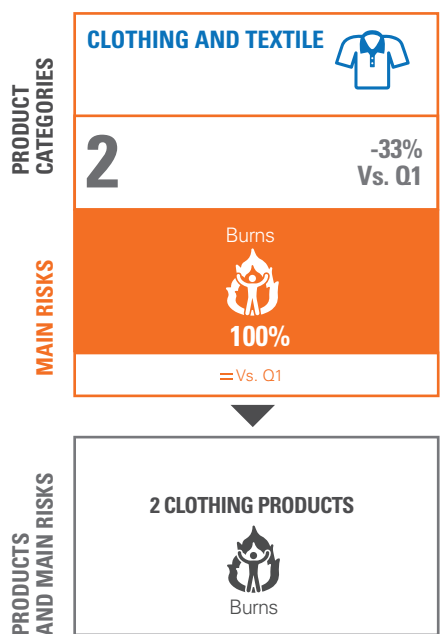 PRODUCT
CATEGORIES
CLOTHING AND TEXTILE
2
-33%
Vs. Q1
MAIN RISKS
Burns
100%
= Vs. Q1
PRODUCTS
AND MAIN RISKS
2 CLOTHING PRODUCTS
Burns